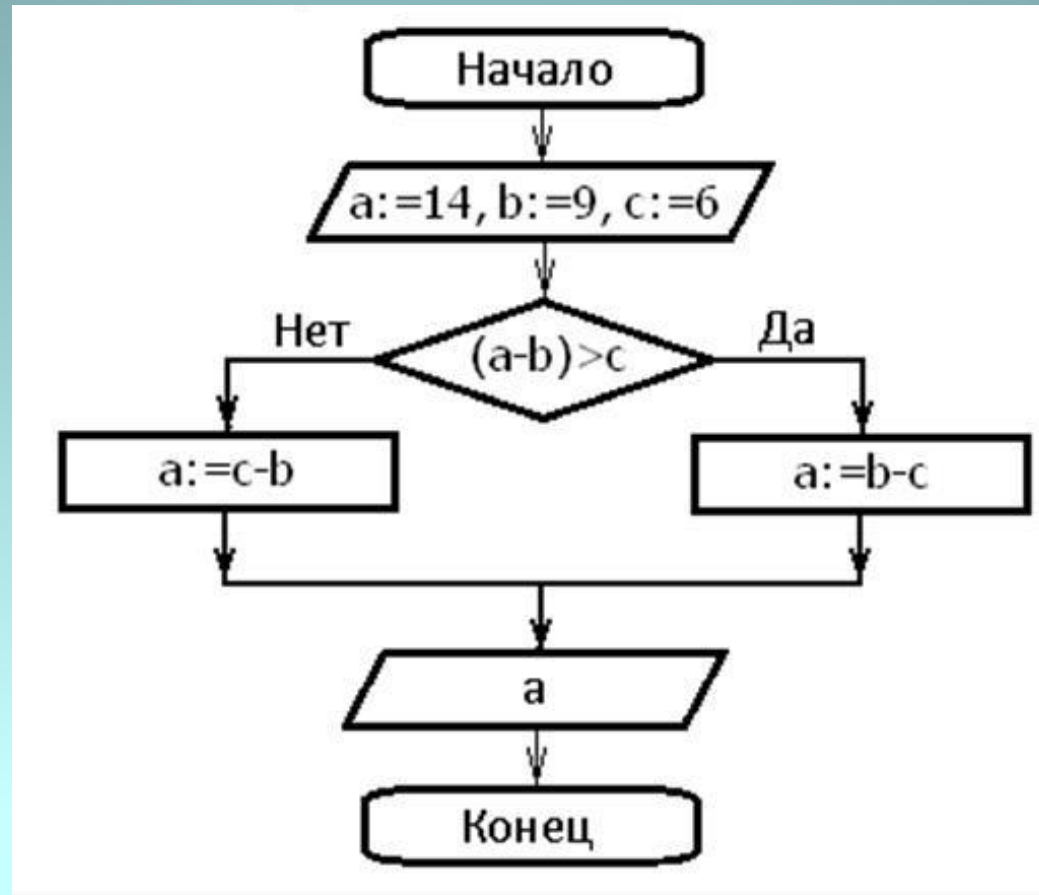 Начало
a:=14, b:=9, c:=6
Нет
(a-b)>c
Да
a:=c-b
a:=b-c
a
Конец